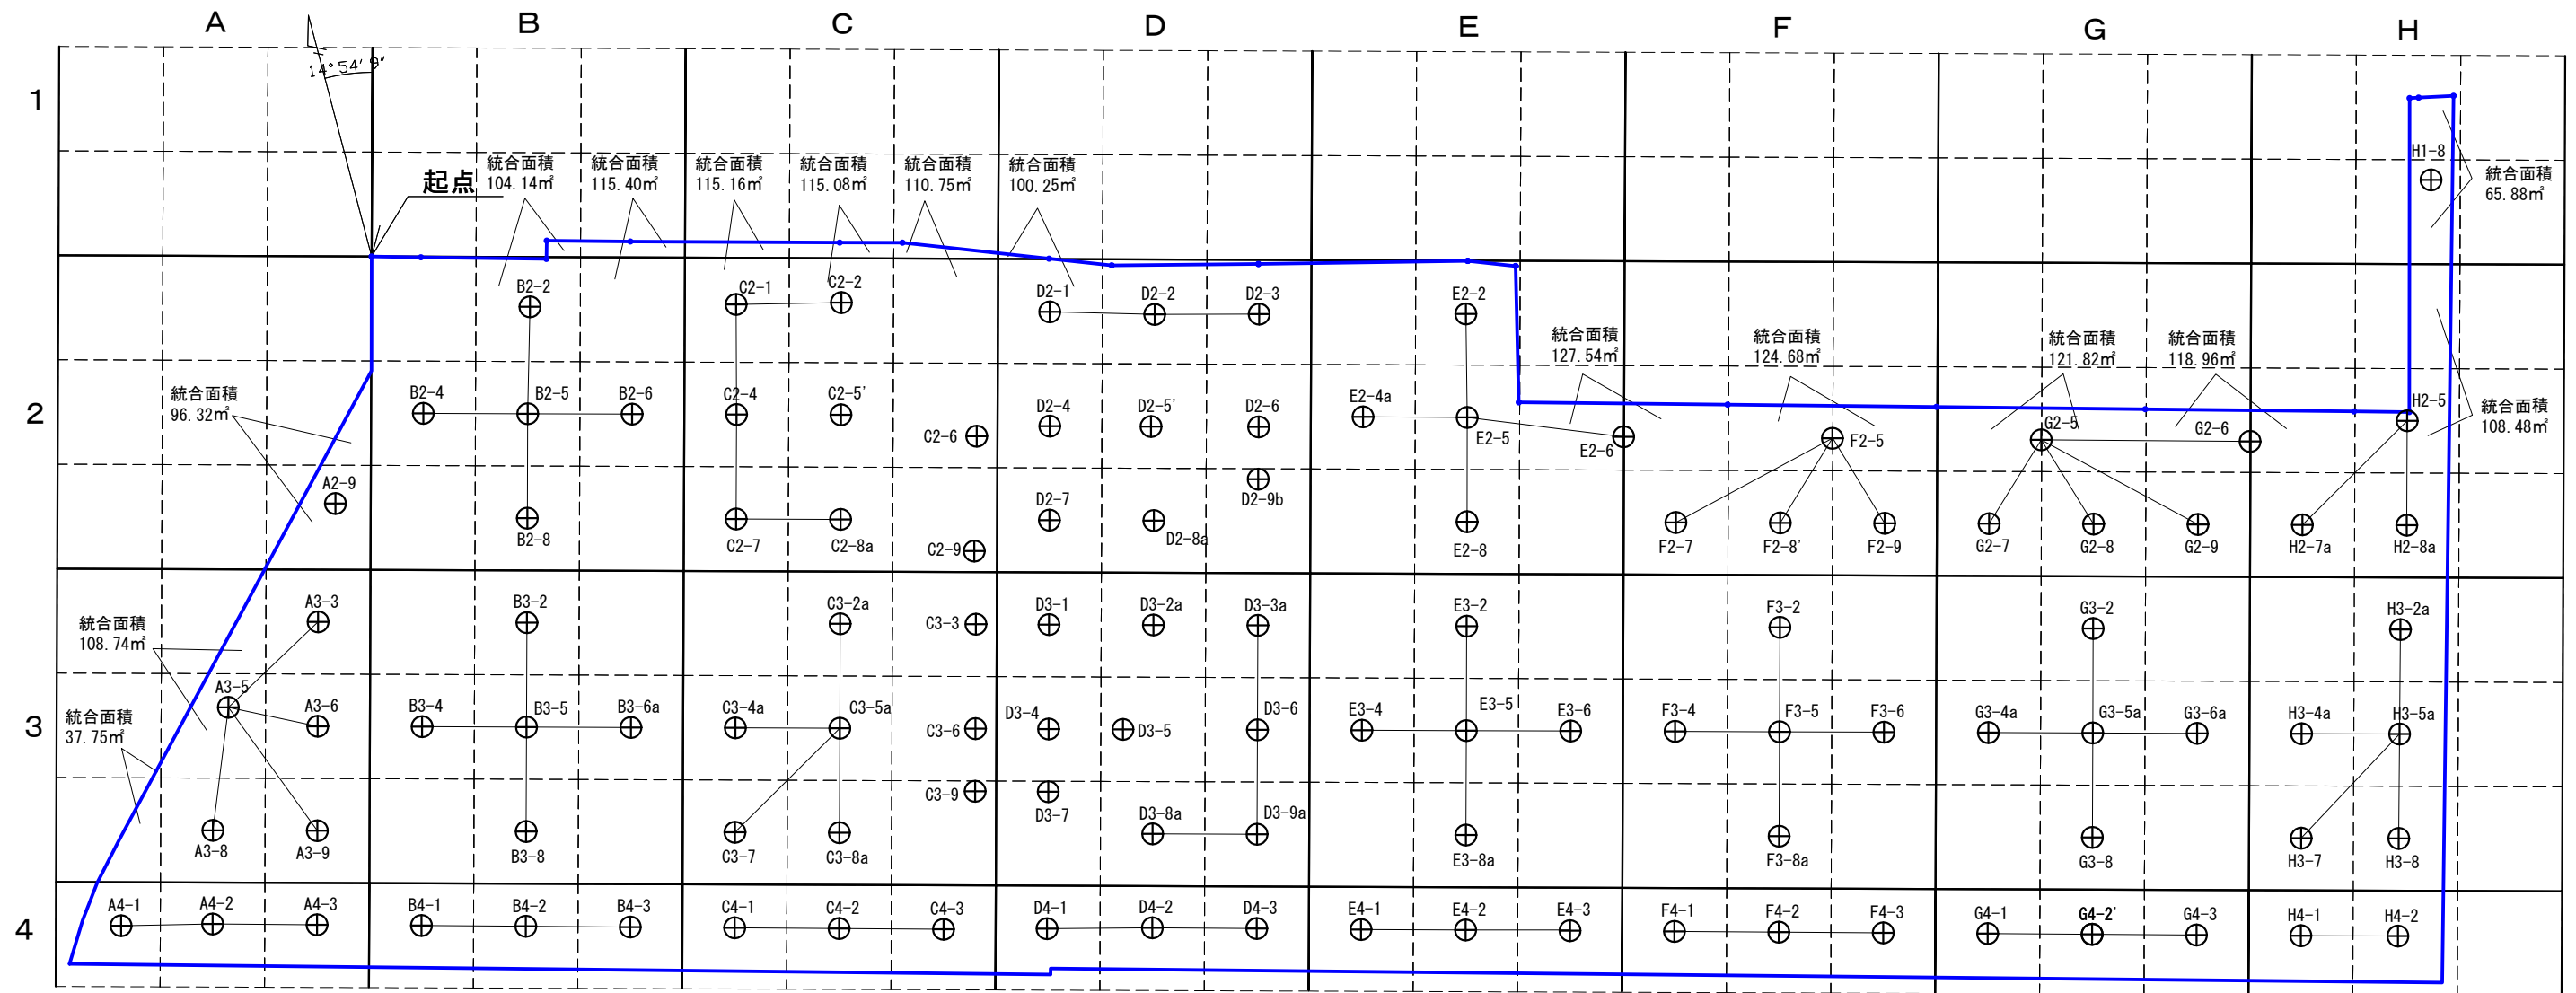 A B C D E F G H
14°54′9″
1
起点
統合面積
104.14㎡
統合面積
115.40㎡
統合面積
115.16㎡
統合面積
115.08㎡
統合面積
110.75㎡
統合面積
100.25㎡
H1-8
統合面積
65.88㎡
B2-2
C2-1
C2-2
D2-1
D2-2
D2-3
E2-2
統合面積
127.54㎡
統合面積
124.68㎡
統合面積
121.82㎡
統合面積
118.96㎡
2
統合面積
96.32㎡
B2-4
B2-5
B2-6
C2-4
C2-5'
C2-6
D2-4
D2-5'
D2-6
E2-4a
E2-5
E2-6
F2-5
G2-5
G2-6
H2-5
統合面積
108.48㎡
A2-9
B2-8
C2-7
C2-8a
C2-9
D2-7
D2-8a
D2-9b
E2-8
F2-7
F2-8'
F2-9
G2-7
G2-8
G2-9
H2-7a
H2-8a
統合面積
108.74㎡
A3-3
B3-2
C3-2a
C3-3
D3-1
D3-2a
D3-3a
E3-2
F3-2
G3-2
H3-2a
3
統合面積
37.75㎡
A3-5
A3-6
B3-4
B3-5
B3-6a
C3-4a
C3-5a
C3-6
D3-4
D3-5
D3-6
E3-4
E3-5
E3-6
F3-4
F3-5
F3-6
G3-4a
G3-5a
G3-6a
H3-4a
H3-5a
A3-8
A3-9
B3-8
C3-7
C3-8a
C3-9
D3-7
D3-8a
D3-9a
E3-8a
F3-8a
G3-8
H3-7
H3-8
4
A4-1
A4-2
A4-3
B4-1
B4-2
B4-3
C4-1
C4-2
C4-3
D4-1
D4-2
D4-3
E4-1
E4-2
E4-3
F4-1
F4-2
F4-3
G4-1
G4-2'
G4-3
H4-1
H4-2